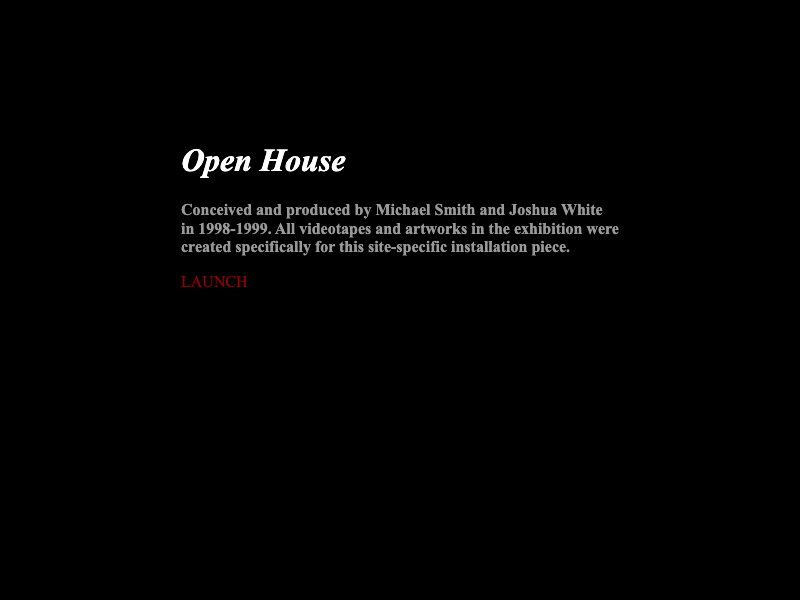 Open House
Conceived and produced by Michael Smith and Joshua White
in 1998-1999. All videotapes and artworks in the exhibition were
created specifically for this site-specific installation piece.
LAUNCH